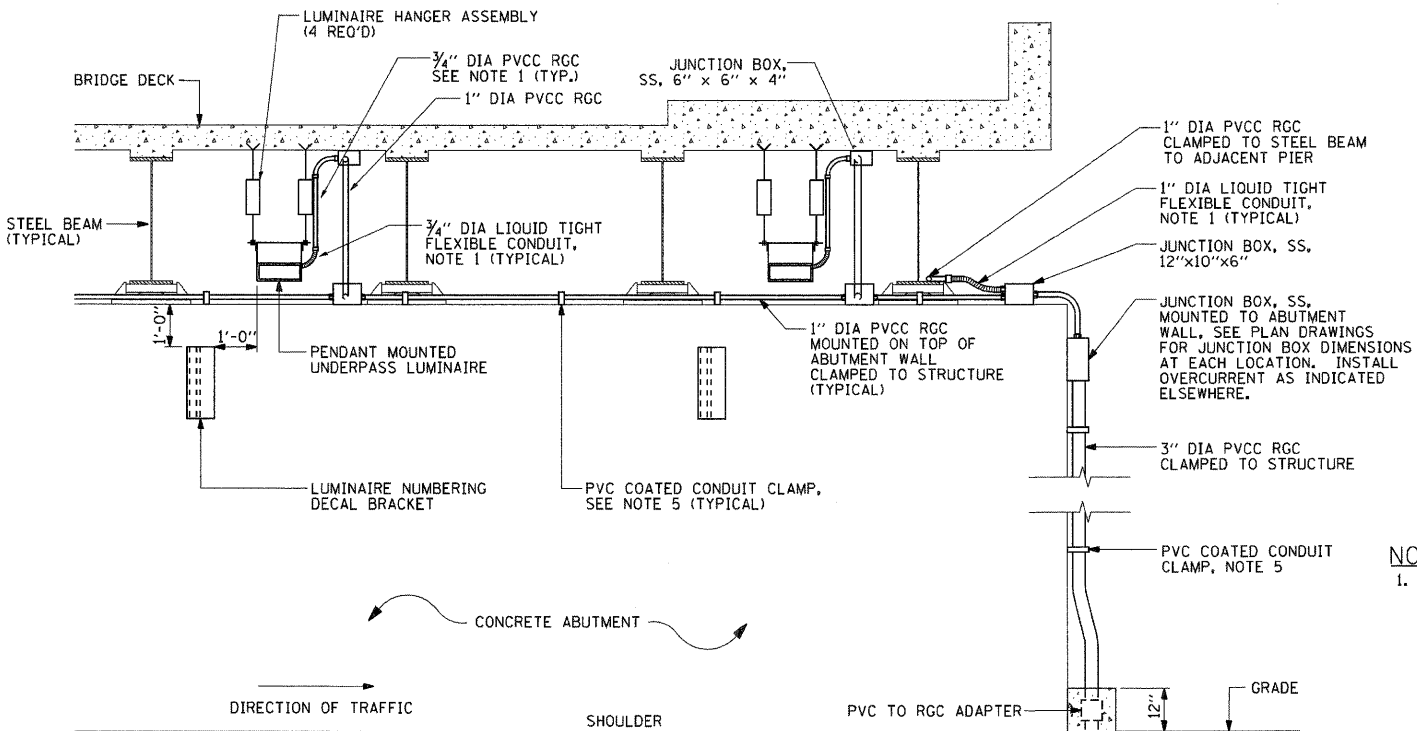 LUMINAIRE HANGER ASSEMBLY
(4 REQ'D)
3/4" DIA PVCC RGC
SEE NOTE 1 (TYP.)
1" DIA PVCC RGC
JUNCTION BOX,
SS, 6" x 6" x 4"
BRIDGE DECK
1" DIA PVCC RGC
CLAMPED TO STEEL BEAM
TO ADJACENT PIER
1" DIA LIQUID TIGHT
FLEXIBLE CONDUIT,
NOTE 1 (TYPICAL)
STEEL BEAM
(TYPICAL)
3/4" DIA LIQUID TIGHT
FLEXIBLE CONDUIT,
NOTE 1 (TYPICAL)
JUNCTION BOX, SS,
12"x10"x6"
JUNCTION BOX, SS,
MOUNTED TO ABUTMENT
WALL, SEE PLAN DRAWINGS
FOR JUNCTION BOX DIMENSIONS
AT EACH LOCATION. INSTALL
OVERCURRENT AS INDICATED
ELSEWHERE.
1'-0"
1'-0"
PENDANT MOUNTED
UNDERPASS LUMINAIRE
1" DIA PVCC RGC
MOUNTED ON TOP OF
ABUTMENT WALL
CLAMPED TO STRUCTURE
(TYPICAL)
3" DIA PVCC RGC
CLAMPED TO STRUCTURE
LUMINAIRE NUMBERING
DECAL BRACKET
PVC COATED CONDUIT CLAMP,
SEE NOTE 5 (TYPICAL)
PVC COATED CONDUIT
CLAMP, NOTE 5
NO
1.
CONCRETE ABUTMENT
DIRECTION OF TRAFFIC
SHOULDER
PVC TO RGC ADAPTER
12"
GRADE